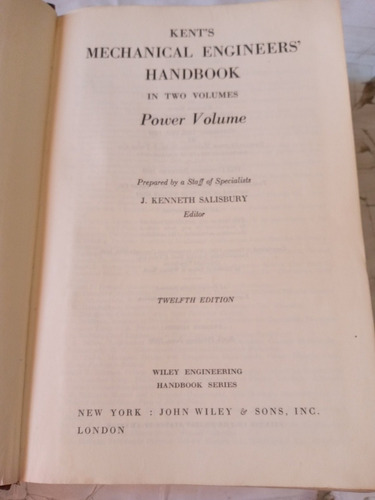 KENT'S
MECHANICAL ENGINEERS'
HANDBOOK
IN TWO VOLUMES
Power Volume
Prepared by a Staff of Specialists
J. KENNETH SALISBURY
Editor
TWELFTH EDITION
WILEY ENGINEERING
HANDBOOK SERIES
NEW YORK : JOHN WILEY & SONS, INC.
LONDON